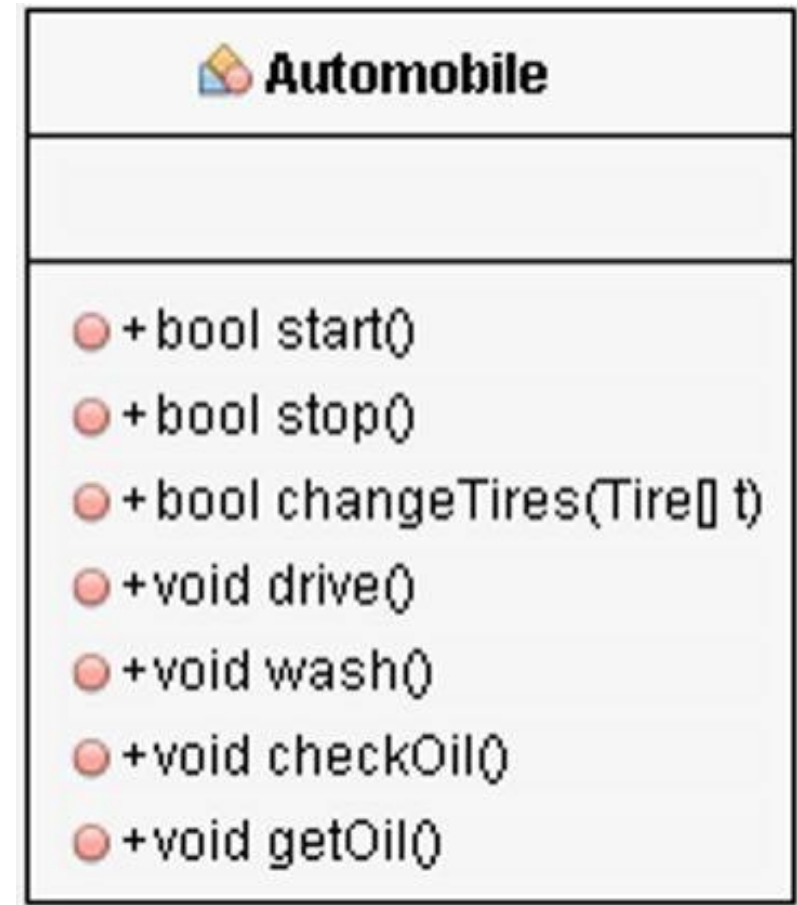 Automobile
+bool start()
+bool stop()
+bool changeTires(Tire[] t)
+void drive()
+void wash()
+void checkOil()
+void getOil()